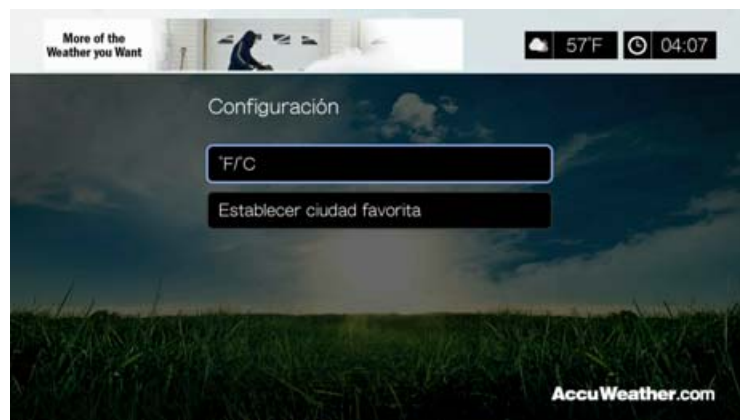 More of the
Weather you Want
57°F
04:07
Configuración
°F/°C
Establecer ciudad favorita
AccuWeather.com